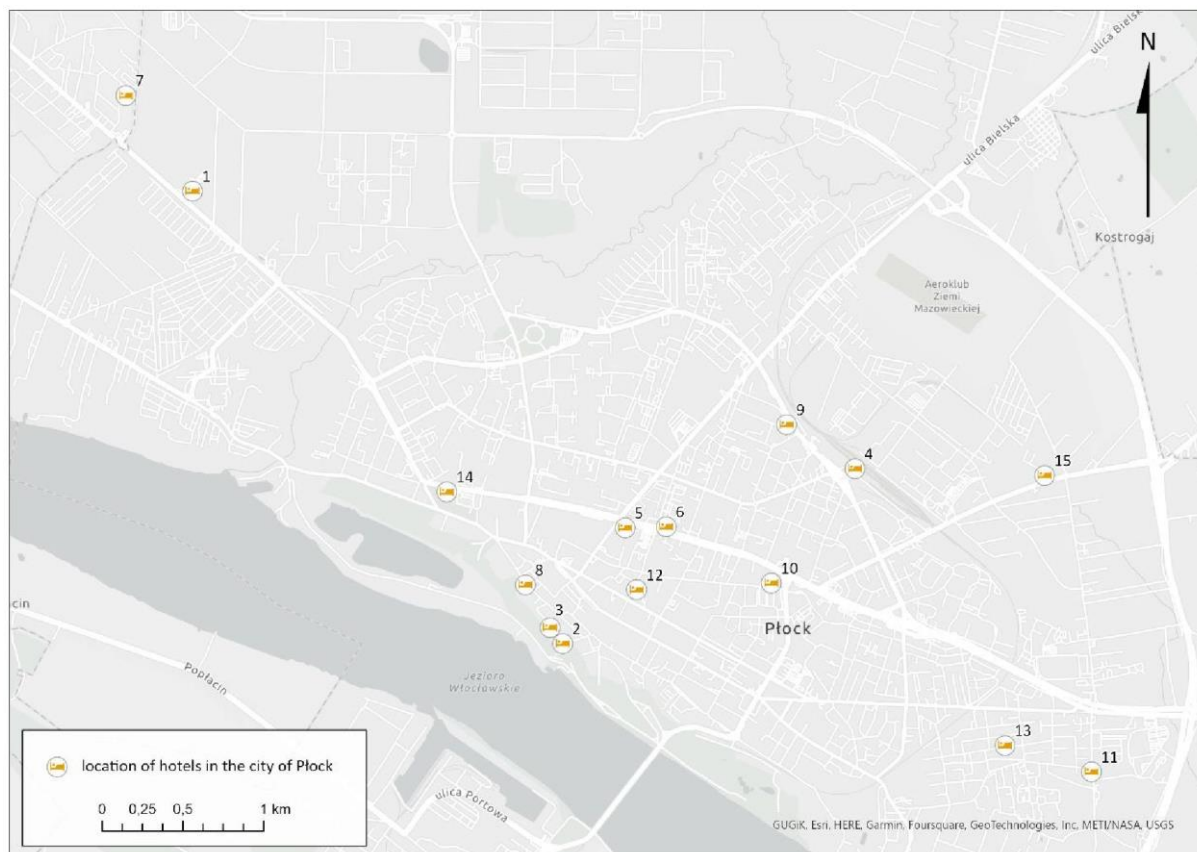 ulica Bielska
N
7
ulica Bielska
1
Kostrogaj
Aeroklub
Ziemi
Mazowieckiej
9
4
15
14
5
6
8
12
10
3
2
Płock
cin
Popłacin
Jezioro
Włocławskie
13
11
location of hotels in the city of Płock
0 0,25 0,5 1 km
ulica Portowa
GUGiK, Esri, HERE, Garmin, Foursquare, GeoTechnologies, Inc, METI/NASA, USGS